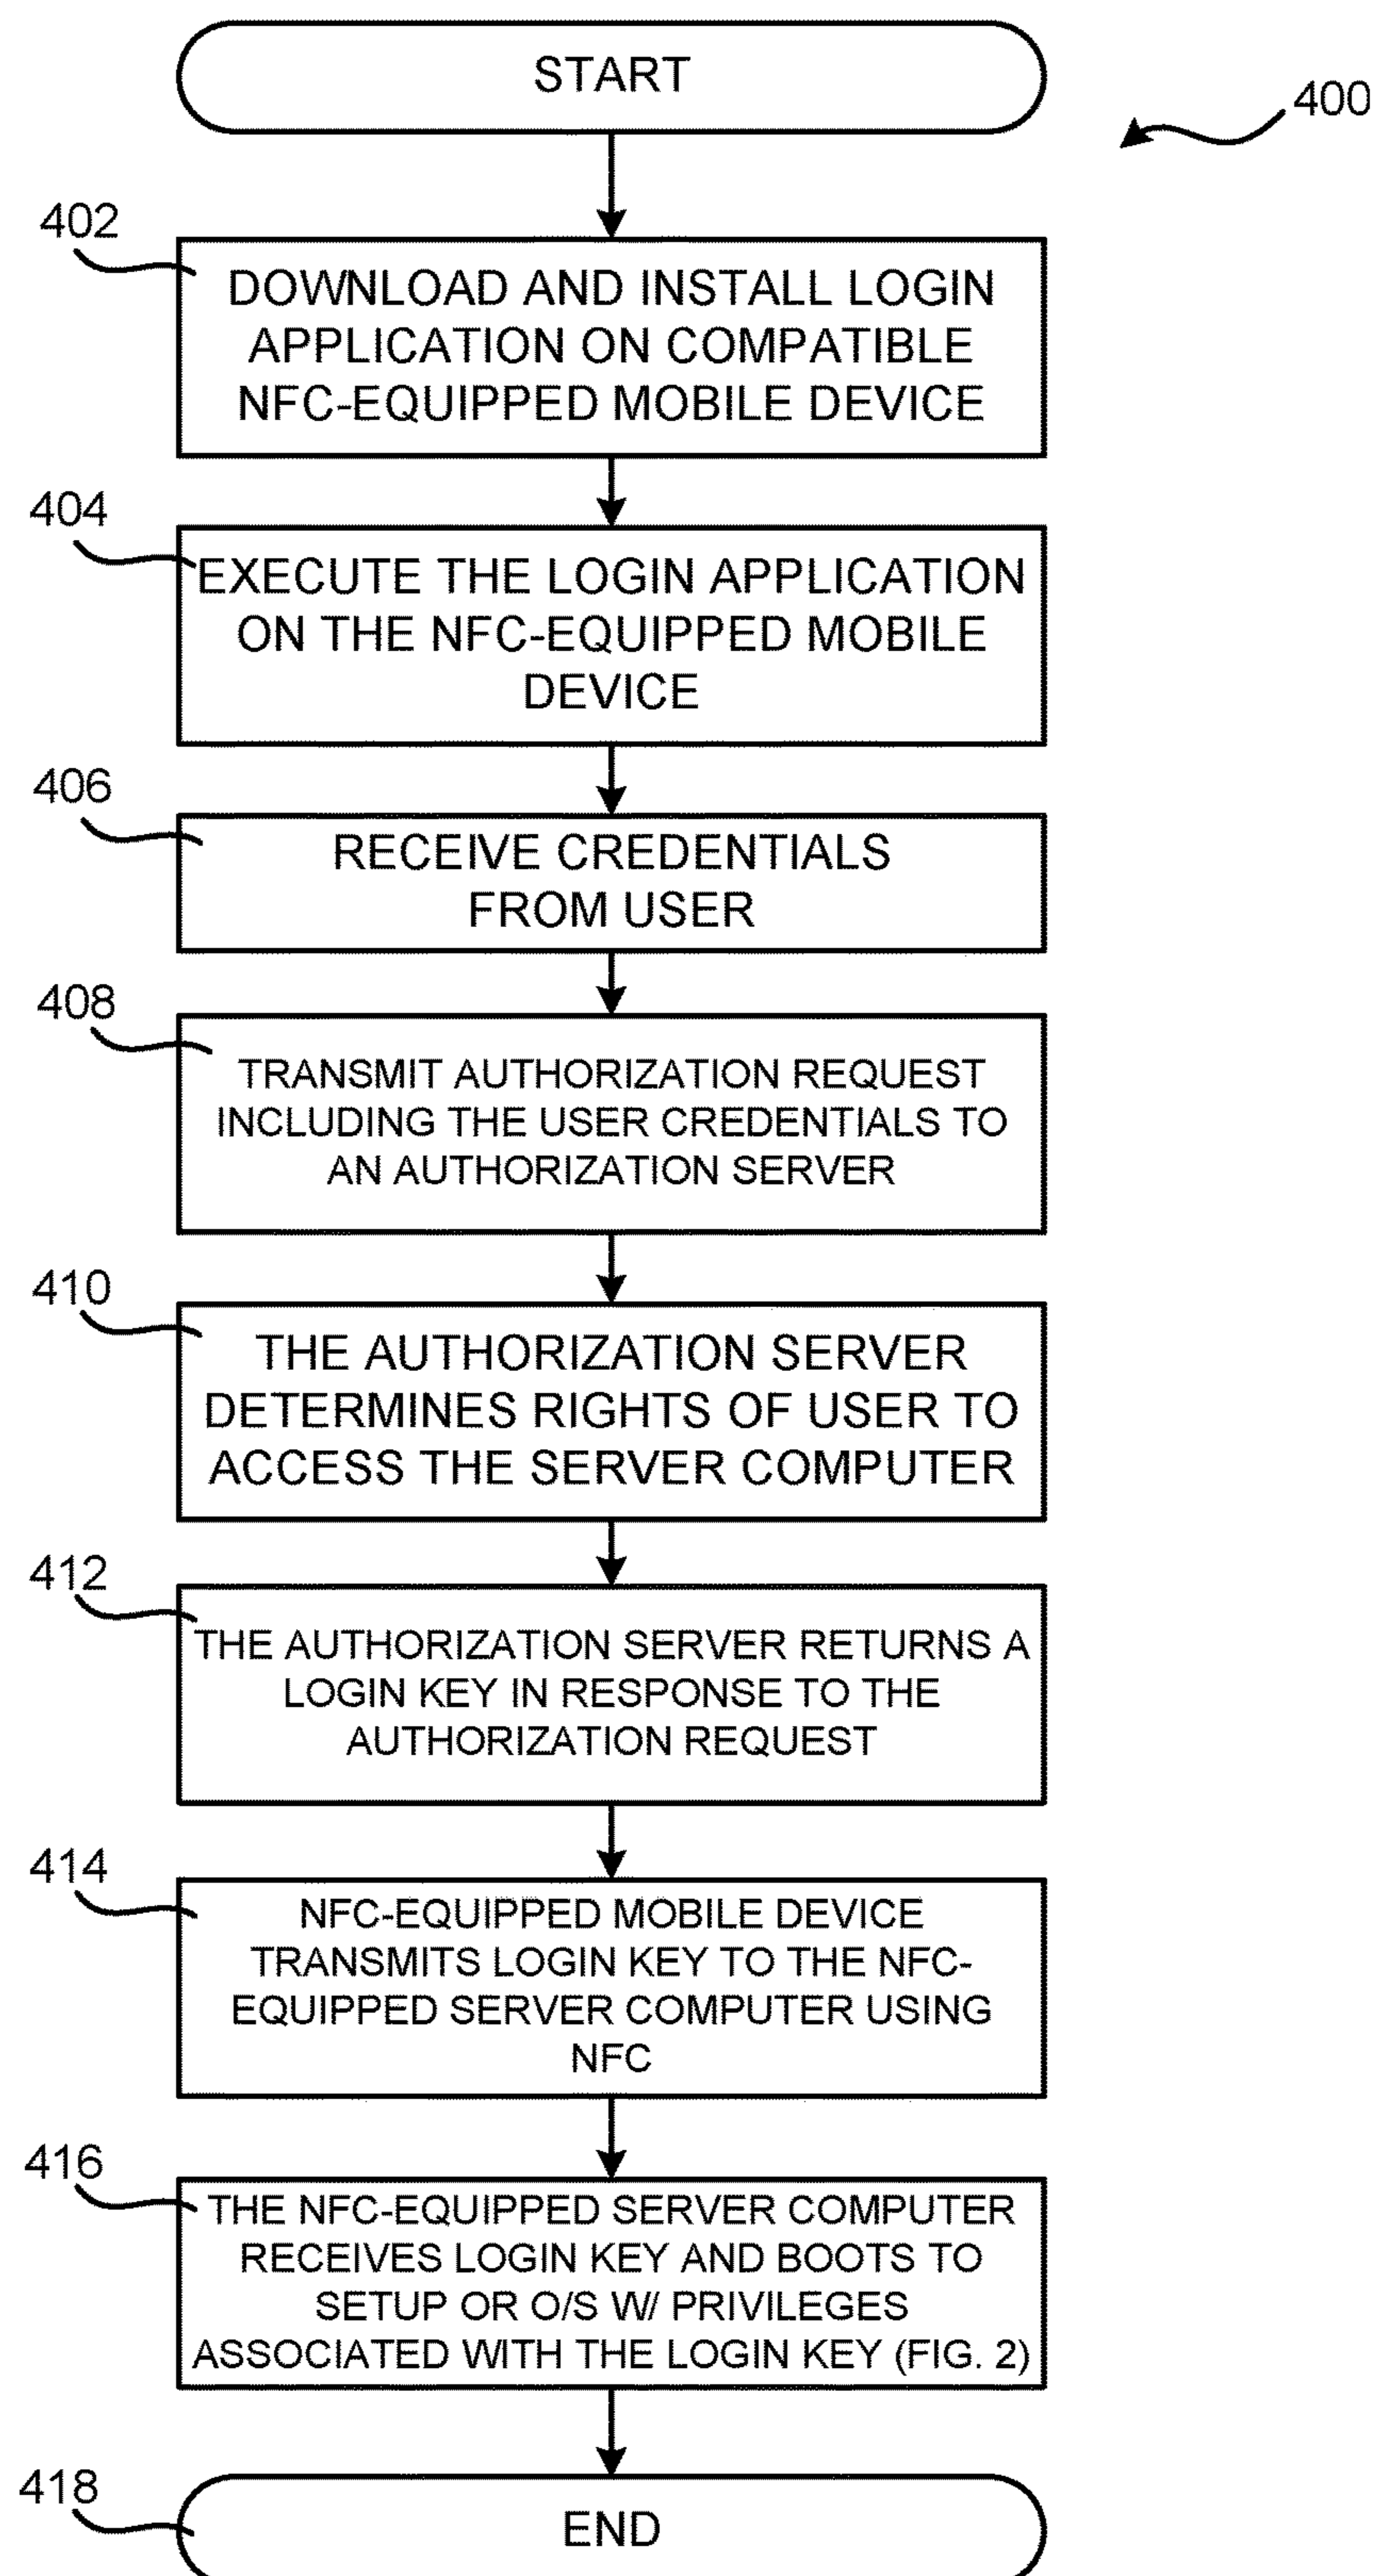 START
400
402
DOWNLOAD AND INSTALL LOGIN
APPLICATION ON COMPATIBLE
NFC-EQUIPPED MOBILE DEVICE
404
EXECUTE THE LOGIN APPLICATION
ON THE NFC-EQUIPPED MOBILE
DEVICE
406
RECEIVE CREDENTIALS
FROM USER
408
TRANSMIT AUTHORIZATION REQUEST
INCLUDING THE USER CREDENTIALS TO
AN AUTHORIZATION SERVER
410
THE AUTHORIZATION SERVER
DETERMINES RIGHTS OF USER TO
ACCESS THE SERVER COMPUTER
412
THE AUTHORIZATION SERVER RETURNS A
LOGIN KEY IN RESPONSE TO THE
AUTHORIZATION REQUEST
414
NFC-EQUIPPED MOBILE DEVICE
TRANSMITS LOGIN KEY TO THE NFC-
EQUIPPED SERVER COMPUTER USING
NFC
416
THE NFC-EQUIPPED SERVER COMPUTER
RECEIVES LOGIN KEY AND BOOTS TO
SETUP OR O/S W/ PRIVILEGES
ASSOCIATED WITH THE LOGIN KEY (FIG. 2)
418
END